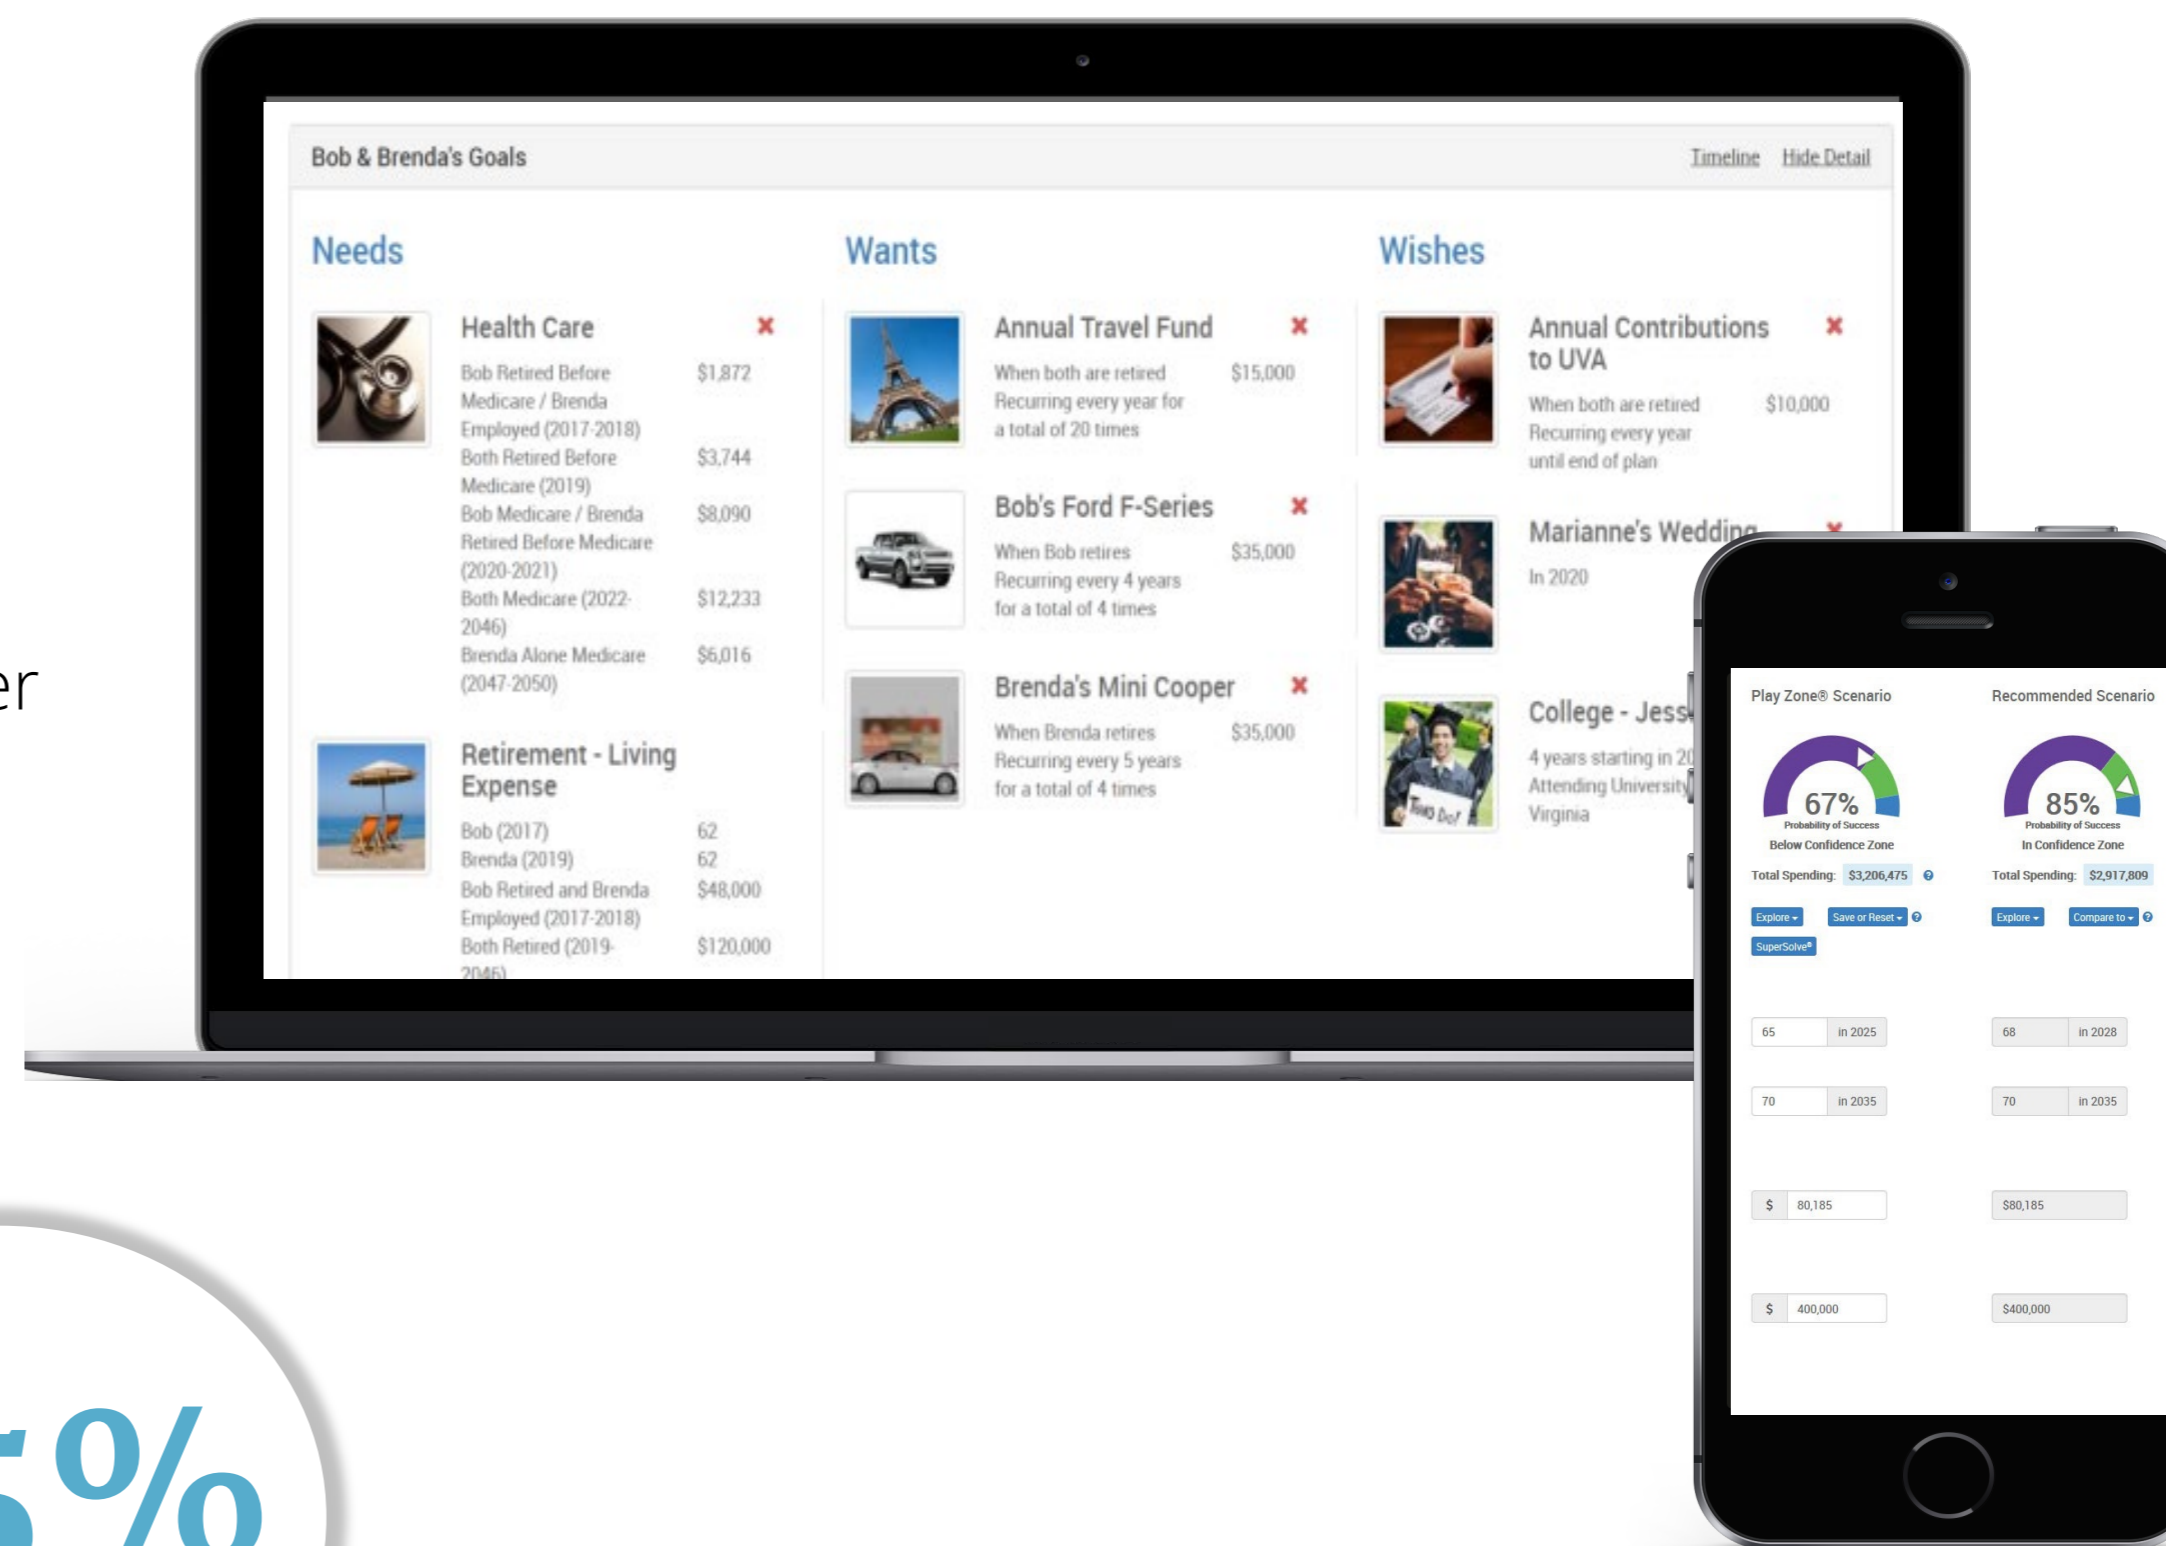 Bob & Brenda's Goals
Timeline Hide Detail
Needs
Health Care
Bob Retired Before $1,872
Medicare / Brenda
Employed (2017-2018)
Both Retired Before $3,744
Medicare (2019)
Bob Medicare / Brenda $8,090
Retired Before Medicare
(2020-2021)
Both Medicare (2022- $12,233
2046)
Brenda Alone Medicare $6,016
(2047-2050)
Retirement - Living
Expense
Bob (2017) 62
Brenda (2019) 62
Bob Retired and Brenda $48,000
Employed (2017-2018)
Both Retired (2019- $120,000
2046)
Wants
Annual Travel Fund
When both are retired $15,000
Recurring every year for
a total of 20 times
Bob's Ford F-Series
When Bob retires $35,000
Recurring every 4 years
for a total of 4 times
Brenda's Mini Cooper
When Brenda retires $35,000
Recurring every 5 years
for a total of 4 times
Wishes
Annual Contributions
to UVA
When both are retired $10,000
Recurring every year
until end of plan
Marianne's Wedding
In 2020
College - Jess
4 years starting in 20
Attending University
Virginia
er
5%
Play Zone® Scenario
67%
Probability of Success
Below Confidence Zone
Total Spending: $3,206,475
Explore Save or Reset
SuperSolve®
65 in 2025
70 in 2035
$ 80,185
$ 400,000
Recommended Scenario
85%
Probability of Success
In Confidence Zone
Total Spending: $2,917,809
Explore Compare to
68 in 2028
70 in 2035
$80,185
$400,000